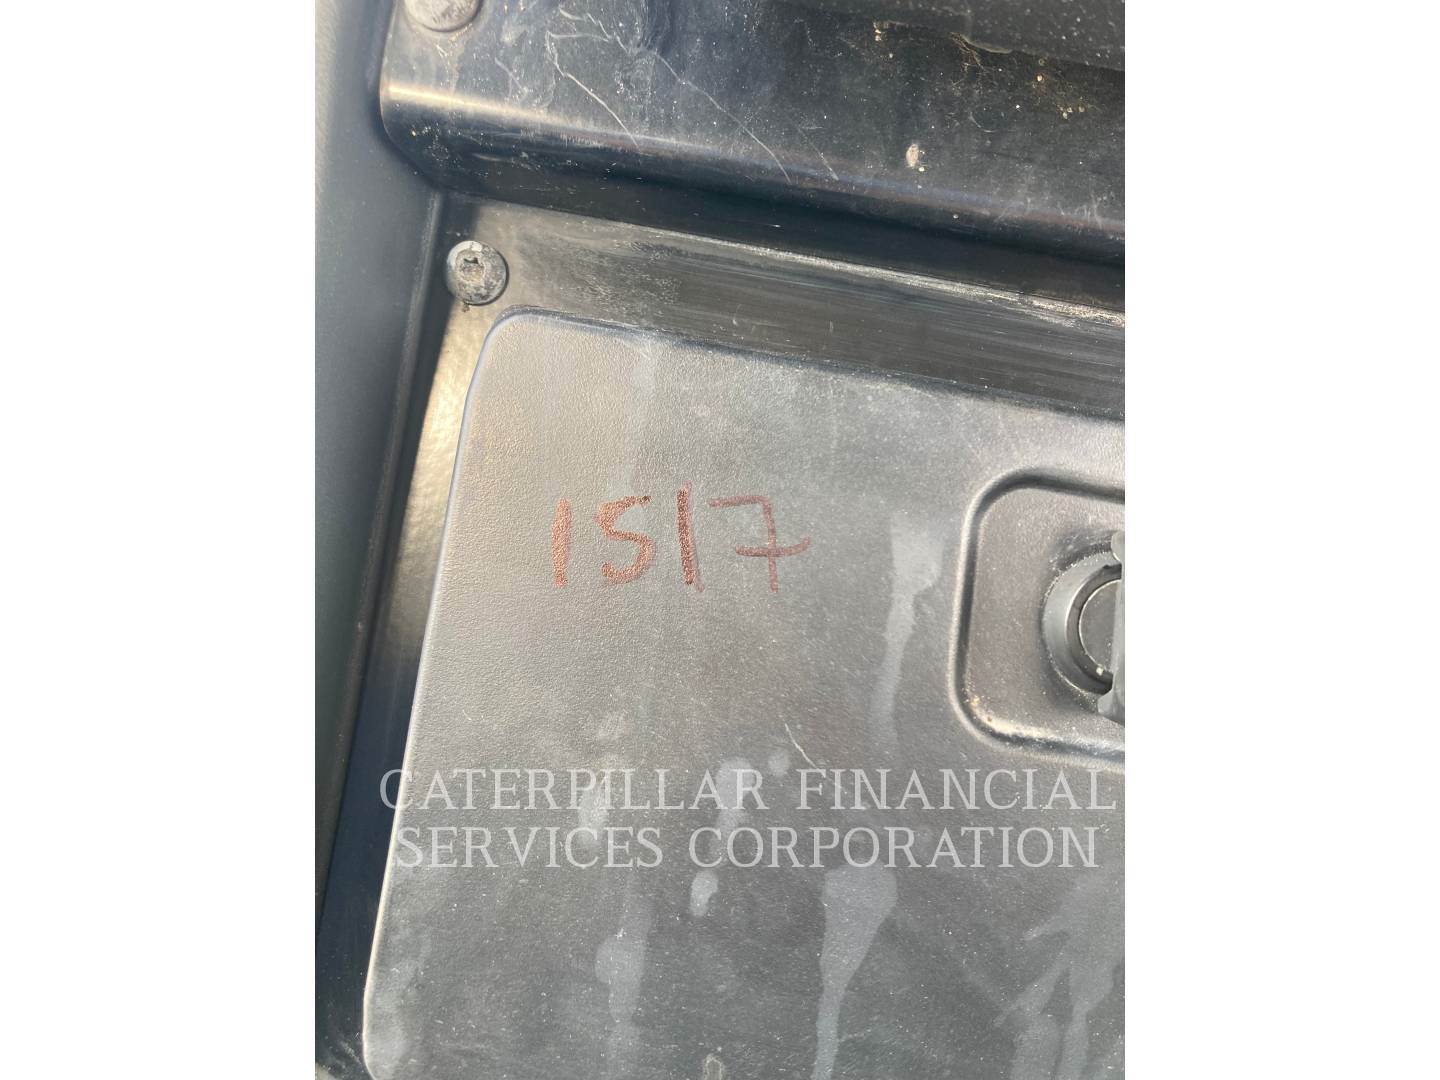 1517
CATERPILLAR FINANCIAL
SERVICES CORPORATION